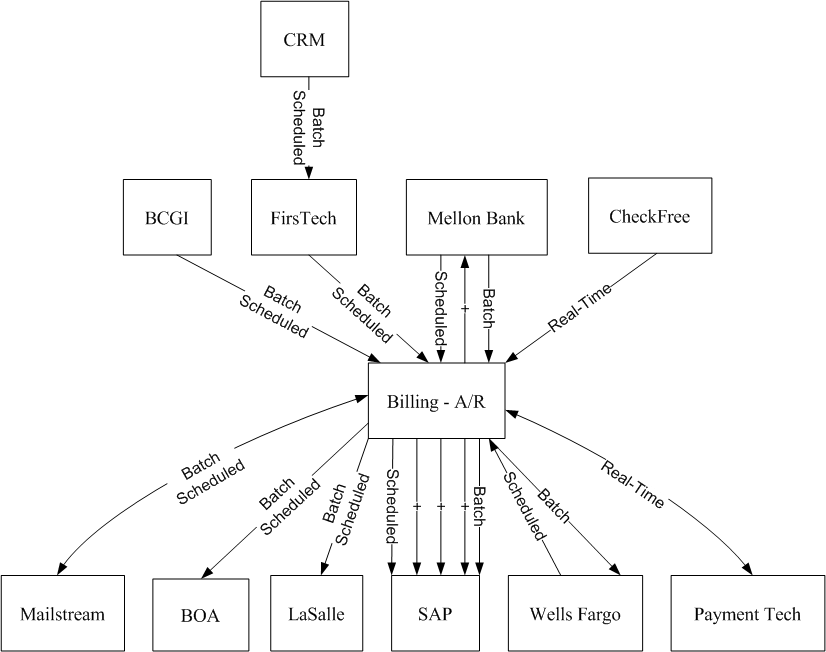 CRM
Batch
Scheduled
BCGI
FirsTech
Mellon Bank
CheckFree
Batch
Scheduled
Batch
Scheduled
Scheduled
+
Batch
Real-Time
Billing - A/R
Batch
Scheduled
Batch
Scheduled
Batch
Scheduled
Scheduled
+
+
+
Batch
Scheduled
Batch
Real-Time
Mailstream
BOA
LaSalle
SAP
Wells Fargo
Payment Tech